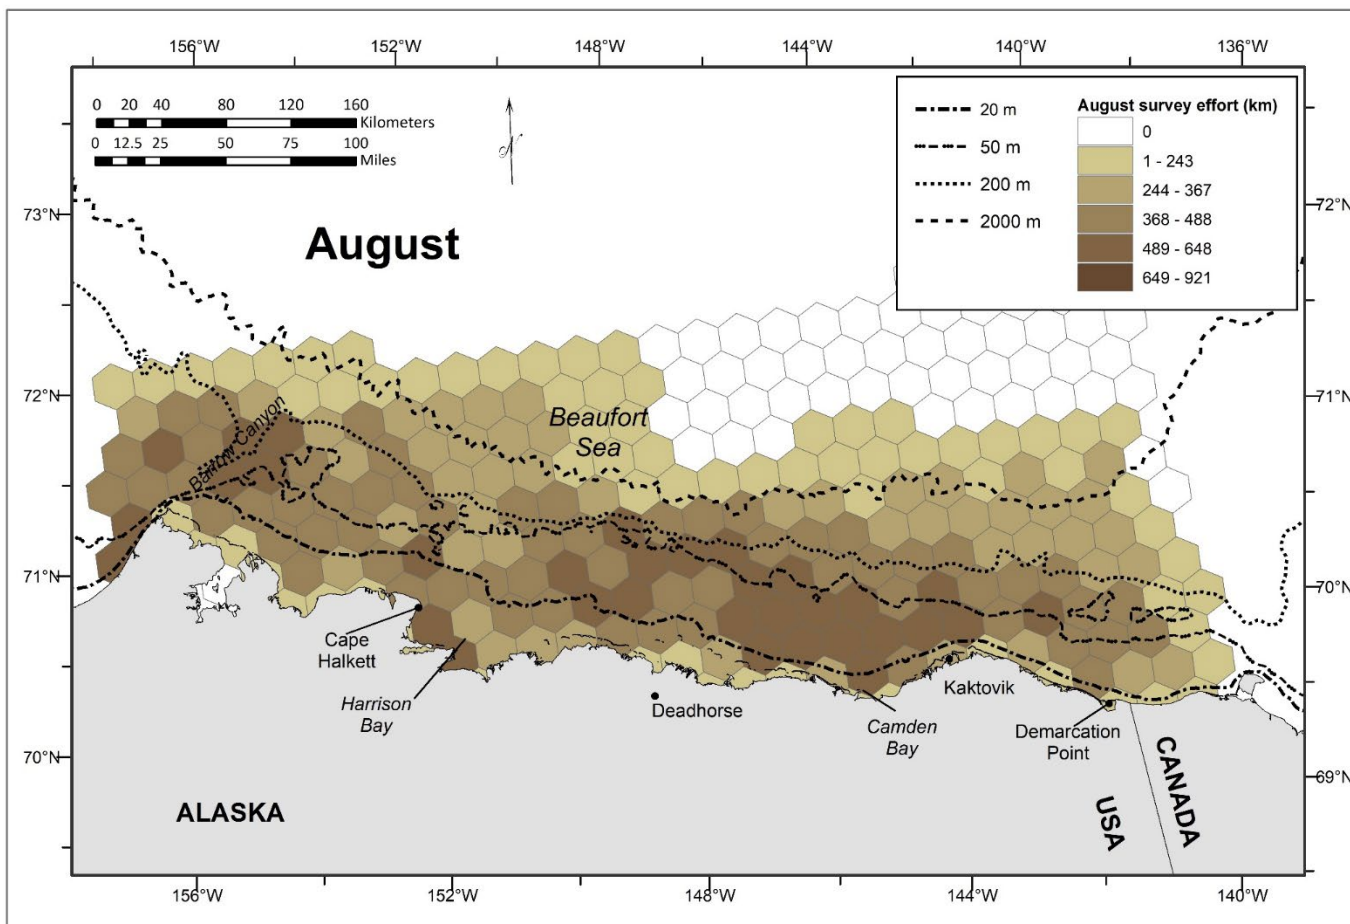 156°W 152°W 148°W 144°W 140°W 136°W
0 20 40 80 120 160
Kilometers
0 12.5 25 50 75 100
Miles
N
20 m
50 m
200 m
2000 m
August survey effort (km)
0
1 - 243
244 - 367
368 - 488
489 - 648
649 - 921
73°N
72°N
71°N
70°N
72°N
71°N
70°N
69°N
August
Barrow Canyon
Beaufort
Sea
Cape
Halkett
Harrison
Bay
Deadhorse
Camden
Bay
Kaktovik
Demarcation
Point
ALASKA
USA
CANADA
156°W 152°W 148°W 144°W 140°W